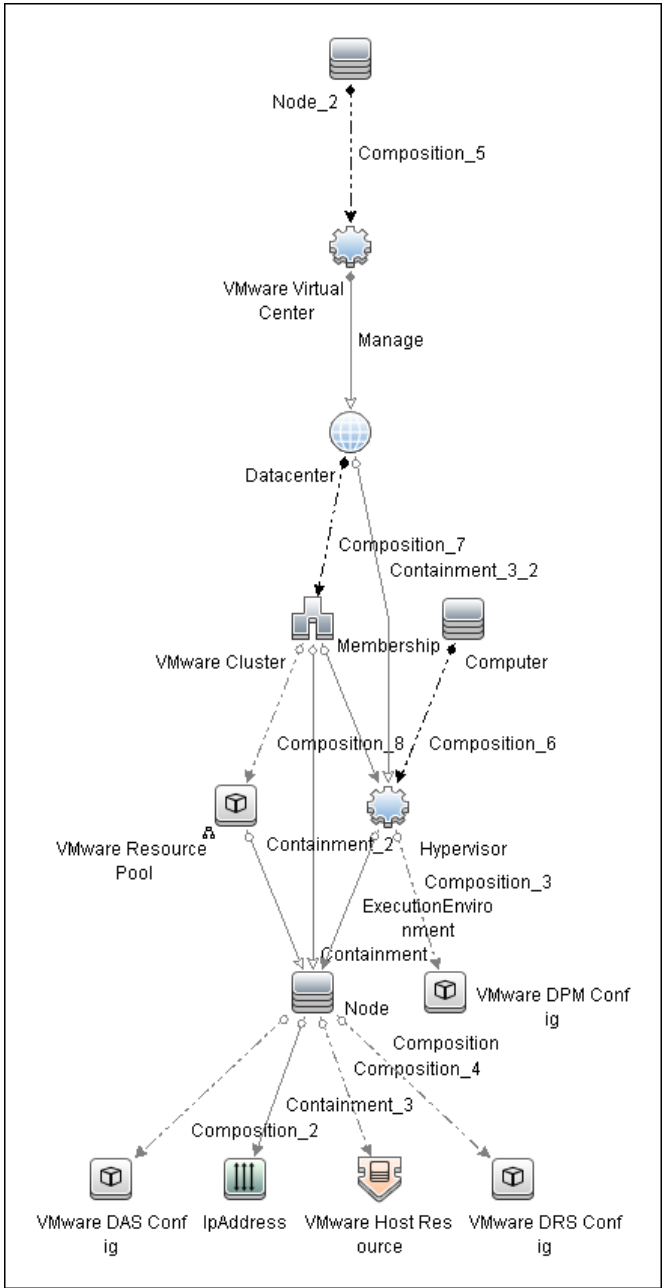 Node_2
Composition_5
VMware Virtual
Center
Manage
Datacenter
Composition_7
Containment_3_2
Membership
VMware Cluster
Computer
Composition_8
Composition_6
VMware Resource
Pool
Containment_2
Hypervisor
Composition_3
ExecutionEnviro
nment
Containment
Node
VMware DPM Conf
ig
Composition
Composition_4
Containment_3
Composition_2
VMware DAS Conf
ig
IpAddress
VMware Host Res
ource
VMware DRS Conf
ig